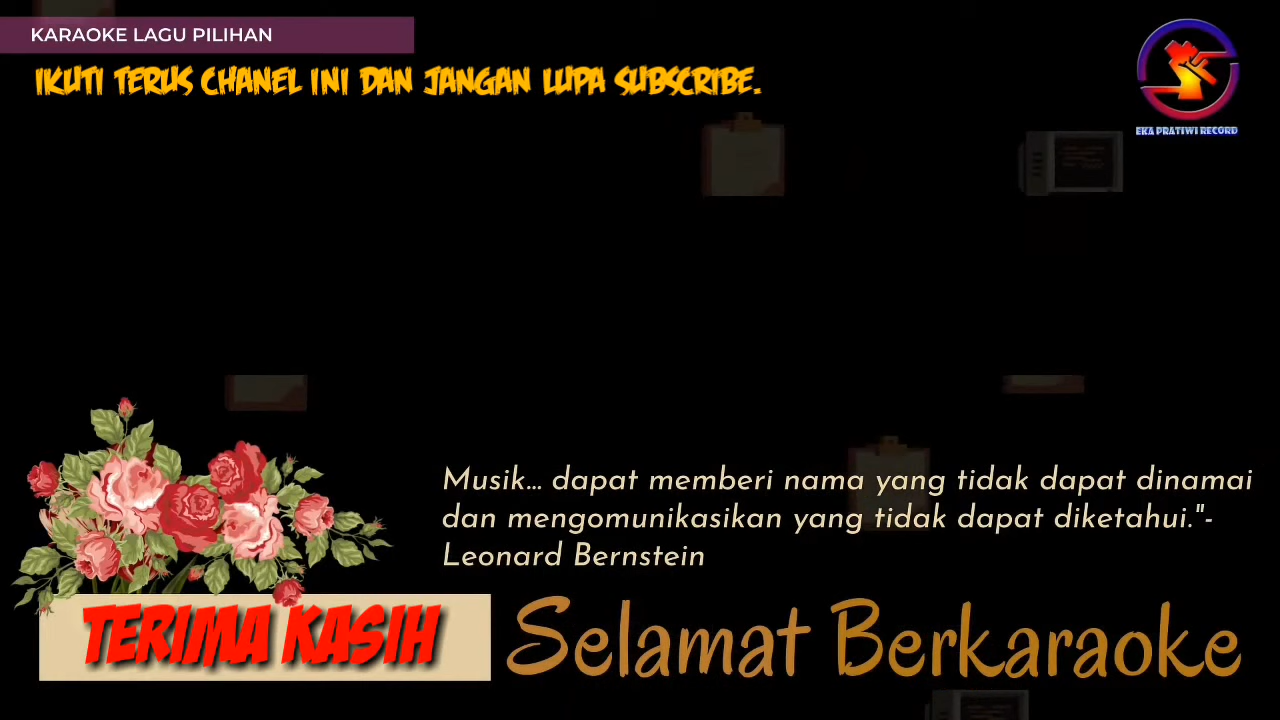 KARAOKE LAGU PILIHAN
IKUTI TERUS CHANEL INI DAN JANGAN LUPA SUBSCRIBE.
EKA PRATIWI RECORD
Musik... dapat memberi nama yang tidak dapat dinamai
dan mengomunikasikan yang tidak dapat diketahui."-
Leonard Bernstein
TERIMA KASIH
Selamat Berkaraoke